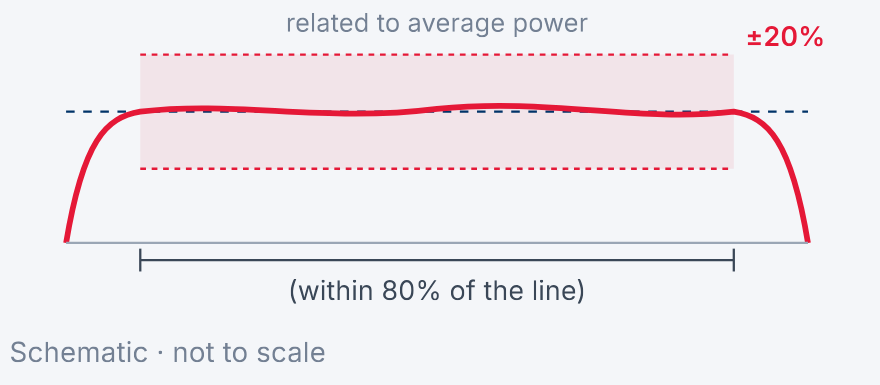 related to average power
±20%
(within 80% of the line)
Schematic · not to scale